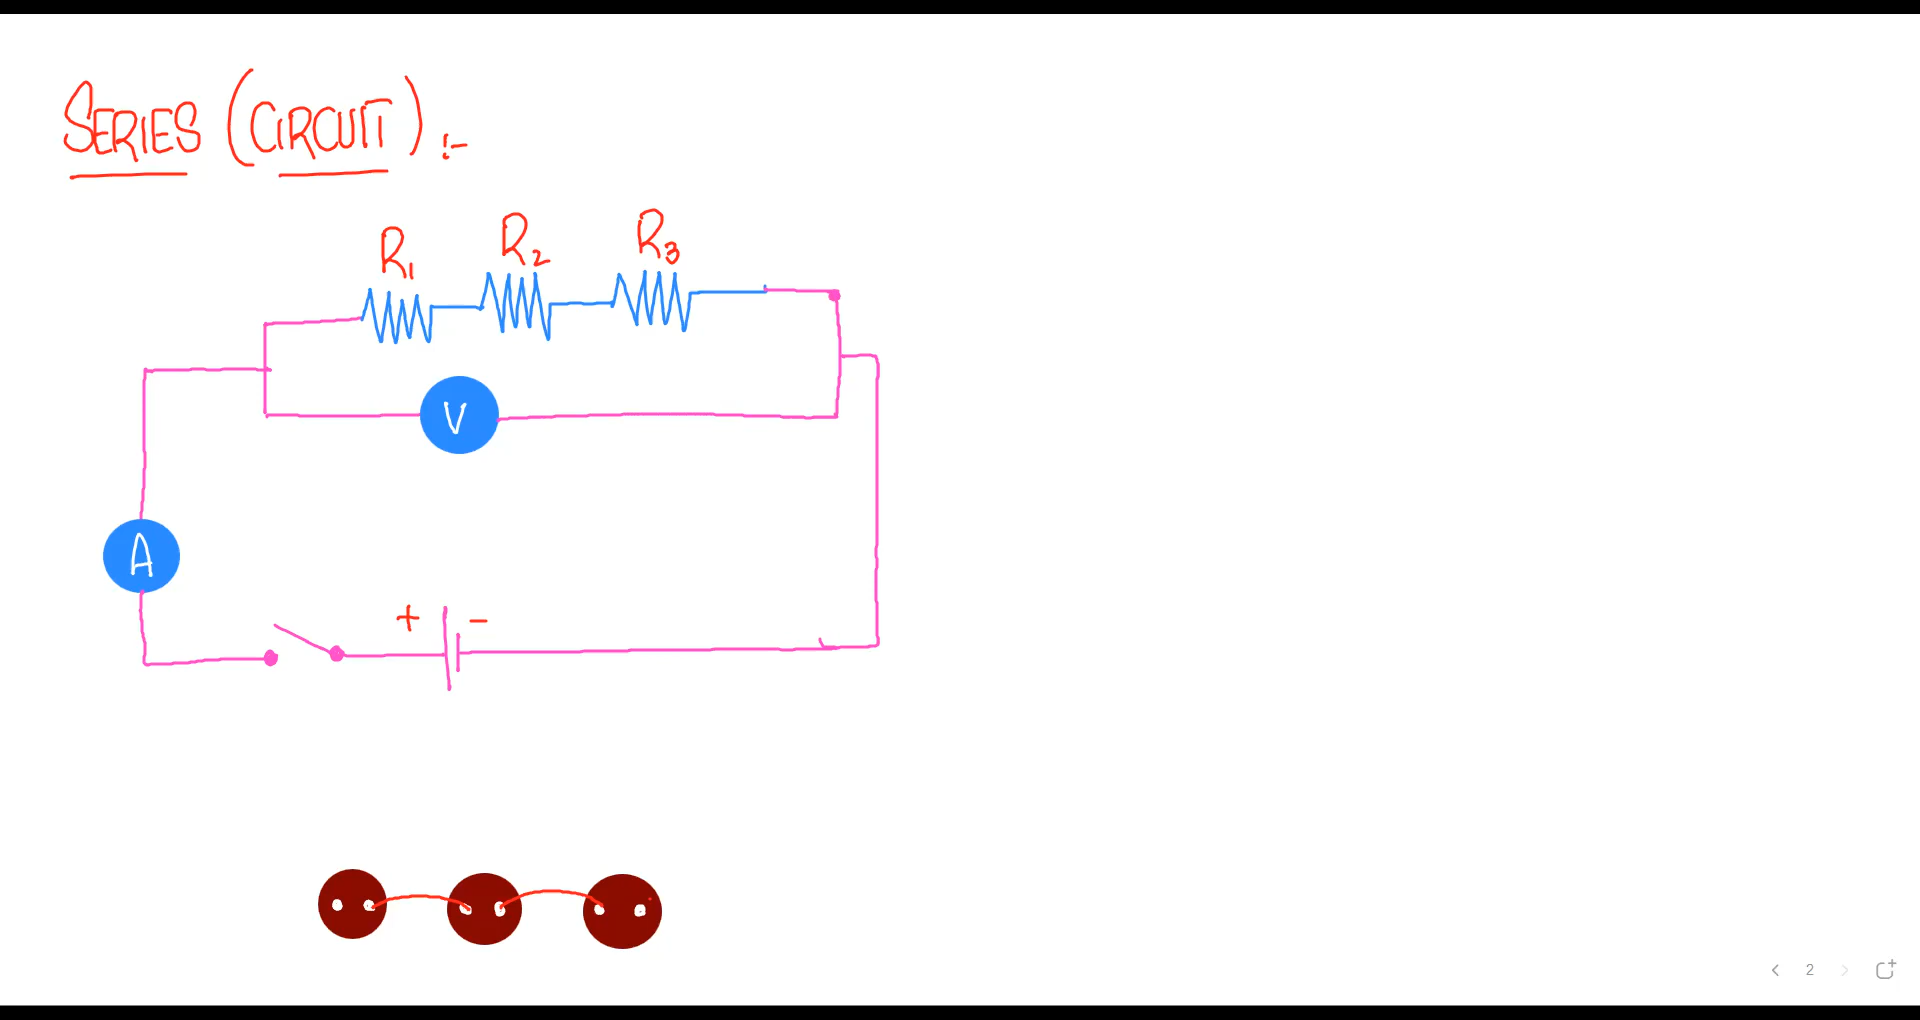 SERIES (CIRCUIT) :-
R1 R2 R3
V
A
+ -
2